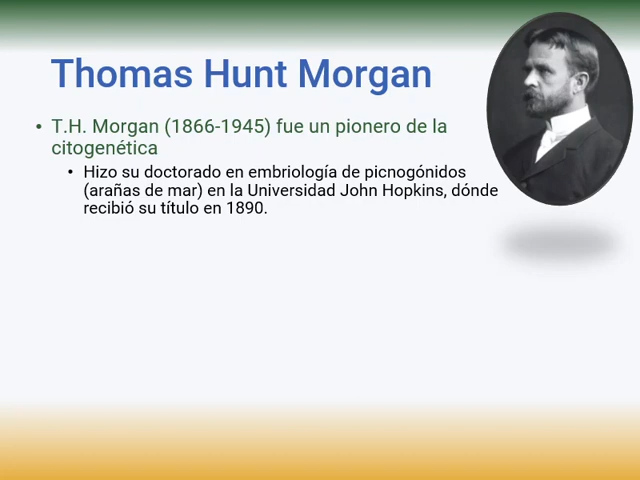 Thomas Hunt Morgan
• T.H. Morgan (1866-1945) fue un pionero de la
citogenética
• Hizo su doctorado en embriología de picnogónidos
(arañas de mar) en la Universidad John Hopkins, dónde
recibió su título en 1890.